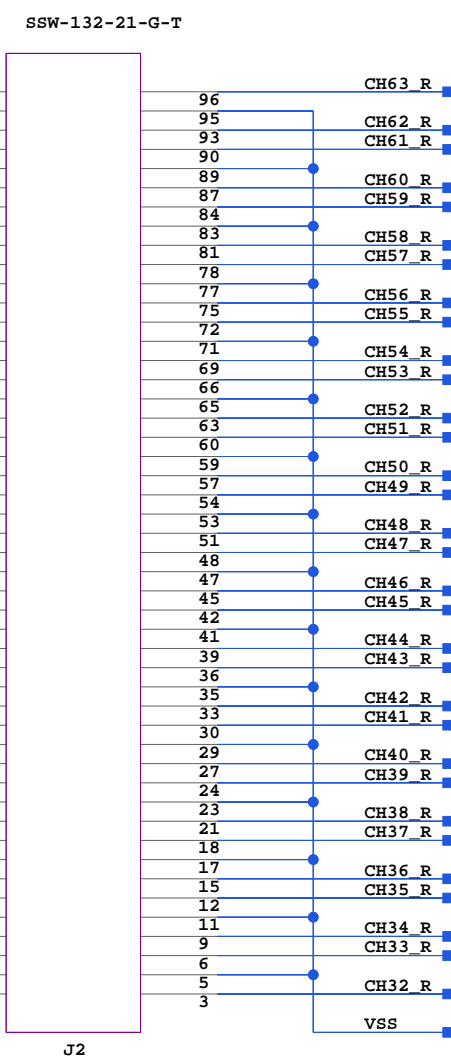 SSW-132-21-G-T
CH63_R
96
95
CH62_R
93
CH61_R
90
89
CH60_R
87
CH59_R
84
83
CH58_R
81
CH57_R
78
77
CH56_R
75
CH55_R
72
71
CH54_R
69
CH53_R
66
65
CH52_R
63
CH51_R
60
59
CH50_R
57
CH49_R
54
53
CH48_R
51
CH47_R
48
47
CH46_R
45
CH45_R
42
41
CH44_R
39
CH43_R
36
35
CH42_R
33
CH41_R
30
29
CH40_R
27
CH39_R
24
23
CH38_R
21
CH37_R
18
17
CH36_R
15
CH35_R
12
11
CH34_R
9
CH33_R
6
5
CH32_R
3
VSS
J2